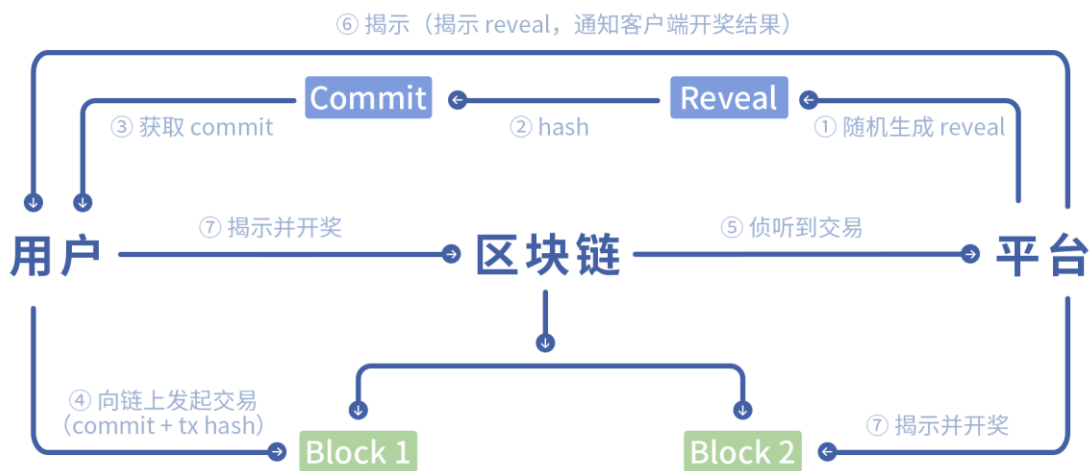 ⑥ 揭示（揭示 reveal，通知客户端开奖结果）
Commit
Reveal
③ 获取 commit
② hash
① 随机生成 reveal
用户
⑦ 揭示并开奖
区块链
⑤ 侦听到交易
平台
④ 向链上发起交易
（commit + tx hash）
Block 1
Block 2
⑦ 揭示并开奖